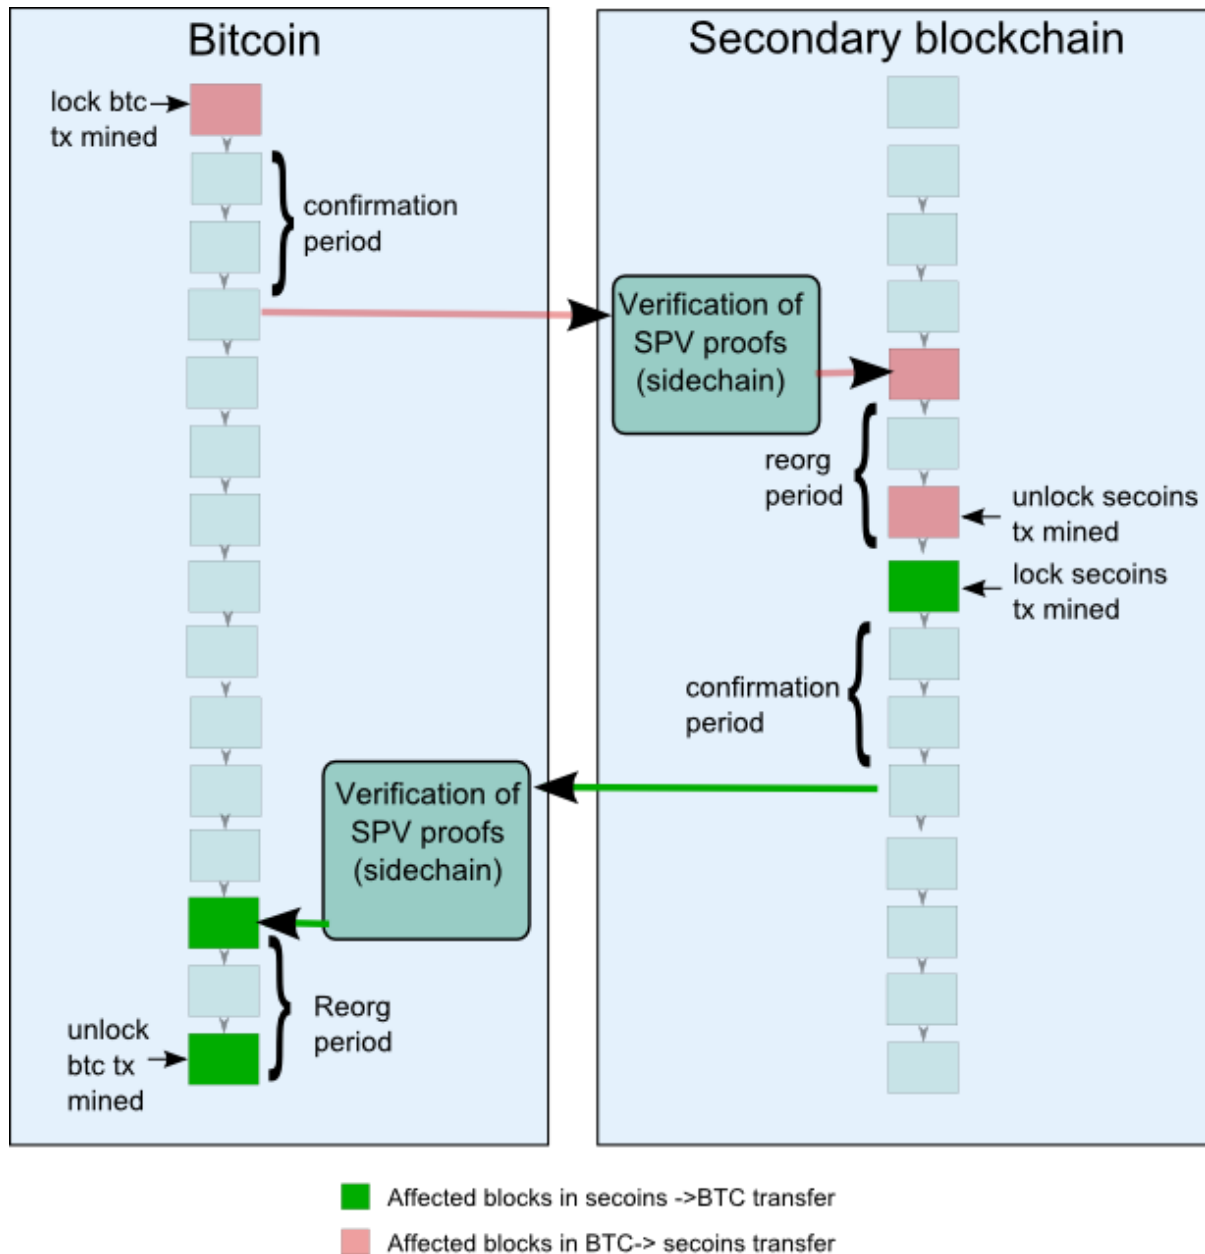 Bitcoin
lock btc
tx mined
confirmation
period
Secondary blockchain
Verification of
SPV proofs
(sidechain)
reorg
period
unlock secoins
tx mined
lock secoins
tx mined
confirmation
period
Verification of
SPV proofs
(sidechain)
Reorg
period
unlock
btc tx
mined
Affected blocks in secoins ->BTC transfer
Affected blocks in BTC-> secoins transfer